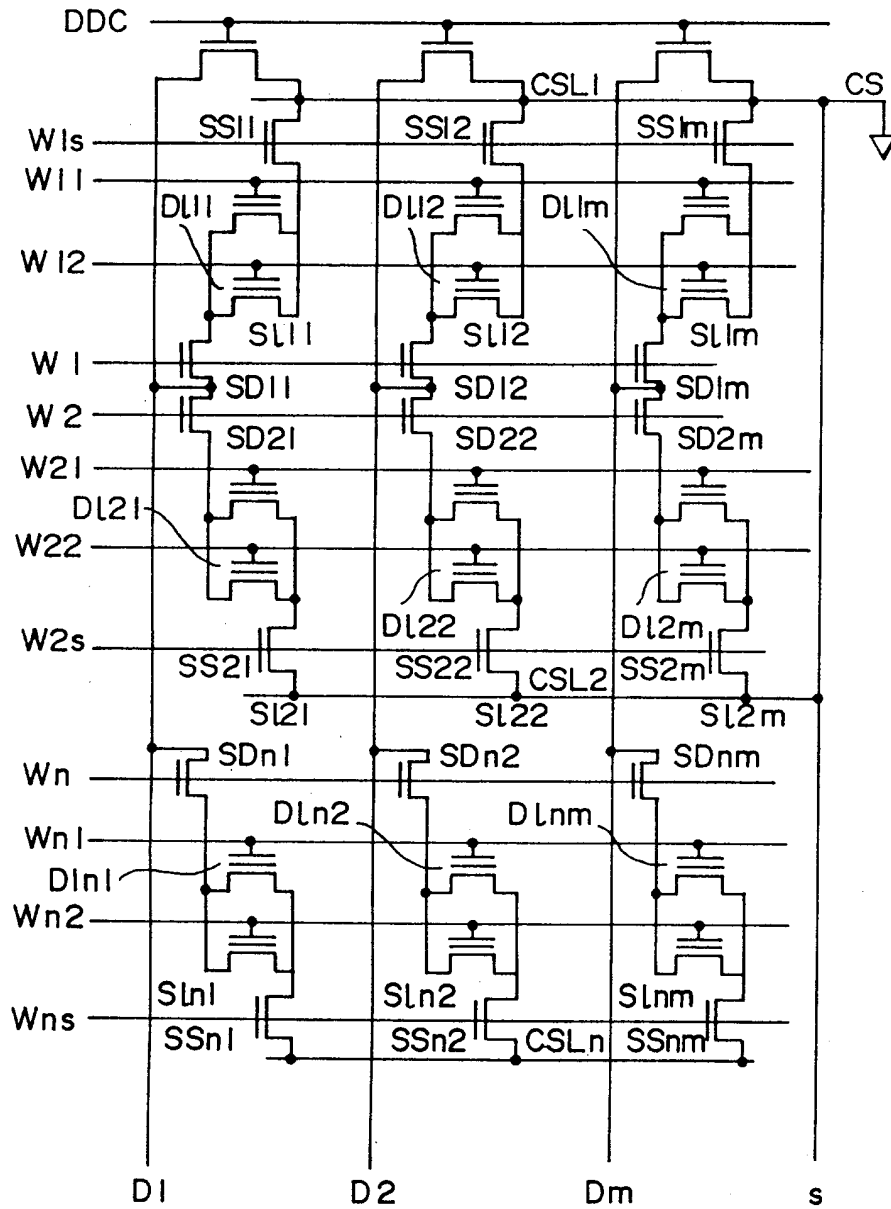 DDC
CSL1 CS
SS11 SS12 SS1m
W1s
W11
Dl11 Dl12 Dl1m
W12
Sl11 Sl12 Sl1m
W1
SD11 SD12 SD1m
W2
SD21 SD22 SD2m
W21
Dl21
W22
Dl22 Dl2m
W2s
SS21 SS22 SS2m
CSL2
Sl21 Sl22 Sl2m
SDn1 SDn2 SDnm
Wn
Dln2 Dlnm
Wn1
Dln1
Wn2
Sln1 Sln2 Slnm
Wns
SSn1 SSn2 CSLn SSnm
D1 D2 Dm s